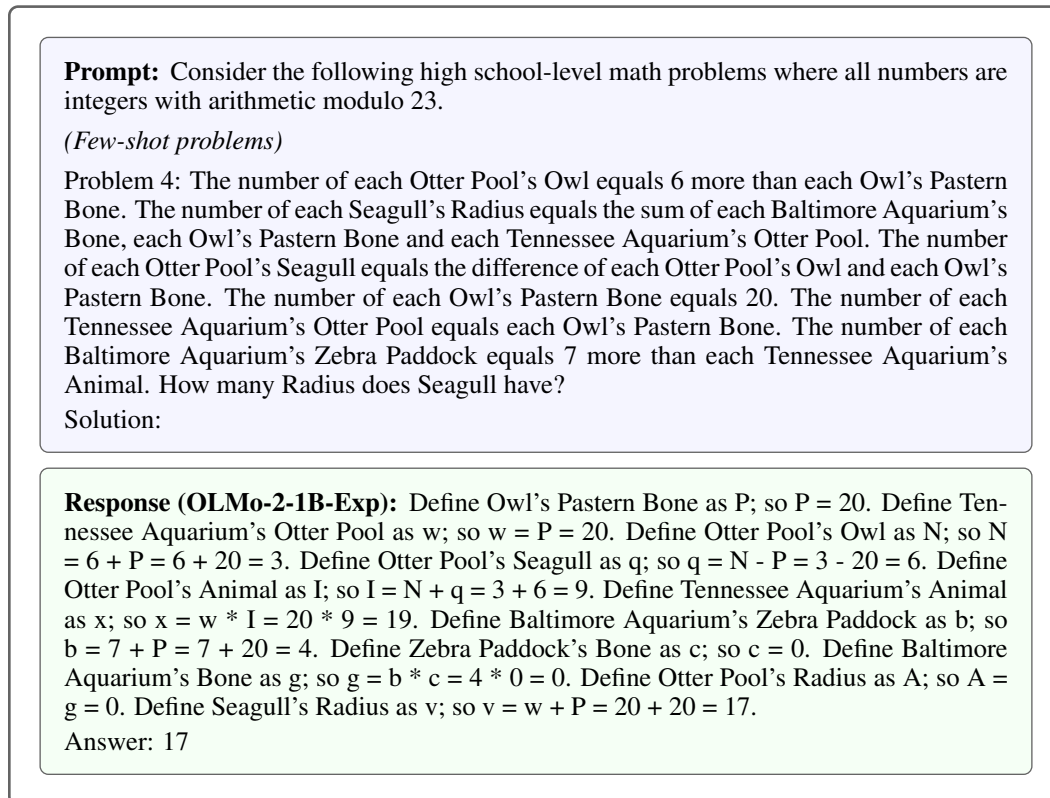 Prompt: Consider the following high school-level math problems where all numbers are
integers with arithmetic modulo 23.
(Few-shot problems)
Problem 4: The number of each Otter Pool's Owl equals 6 more than each Owl's Pastern
Bone. The number of each Seagull's Radius equals the sum of each Baltimore Aquarium's
Bone, each Owl's Pastern Bone and each Tennessee Aquarium's Otter Pool. The number
of each Otter Pool's Seagull equals the difference of each Otter Pool's Owl and each Owl's
Pastern Bone. The number of each Owl's Pastern Bone equals 20. The number of each
Tennessee Aquarium's Otter Pool equals each Owl's Pastern Bone. The number of each
Baltimore Aquarium's Zebra Paddock equals 7 more than each Tennessee Aquarium's
Animal. How many Radius does Seagull have?
Solution:
Response (OLMo-2-1B-Exp): Define Owl's Pastern Bone as P; so P = 20. Define Ten-
nessee Aquarium's Otter Pool as w; so w = P = 20. Define Otter Pool's Owl as N; so N
= 6 + P = 6 + 20 = 3. Define Otter Pool's Seagull as q; so q = N - P = 3 - 20 = 6. Define
Otter Pool's Animal as I; so I = N + q = 3 + 6 = 9. Define Tennessee Aquarium's Animal
as x; so x = w * I = 20 * 9 = 19. Define Baltimore Aquarium's Zebra Paddock as b; so
b = 7 + P = 7 + 20 = 4. Define Zebra Paddock's Bone as c; so c = 0. Define Baltimore
Aquarium's Bone as g; so g = b * c = 4 * 0 = 0. Define Otter Pool's Radius as A; so A =
g = 0. Define Seagull's Radius as v; so v = w + P = 20 + 20 = 17.
Answer: 17